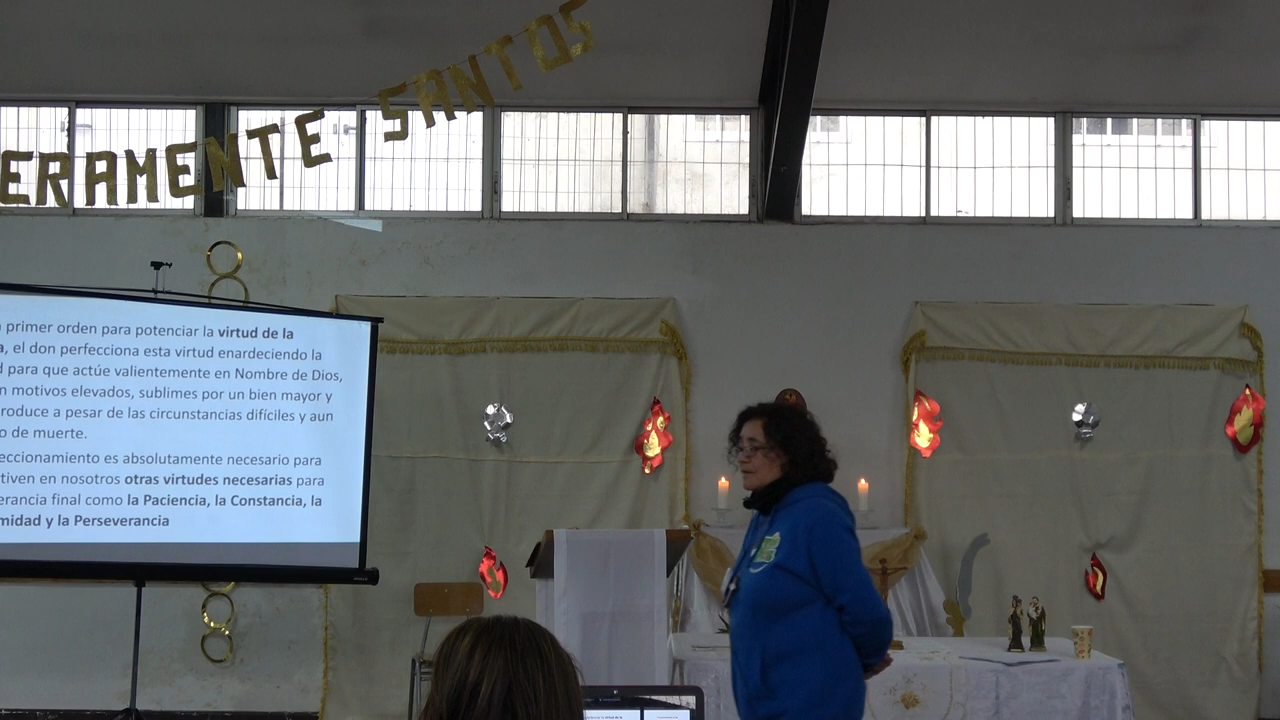 ERAMENTE SANTOS
primer orden para potenciar la virtud de la
, el don perfecciona esta virtud enardeciendo la
d para que actúe valientemente en Nombre de Dios,
n motivos elevados, sublimes por un bien mayor y
roduce a pesar de las circunstancias difíciles y aun
o de muerte.
eccionamiento es absolutamente necesario para
tiven en nosotros otras virtudes necesarias para
erancia final como la Paciencia, la Constancia, la
midad y la Perseverancia